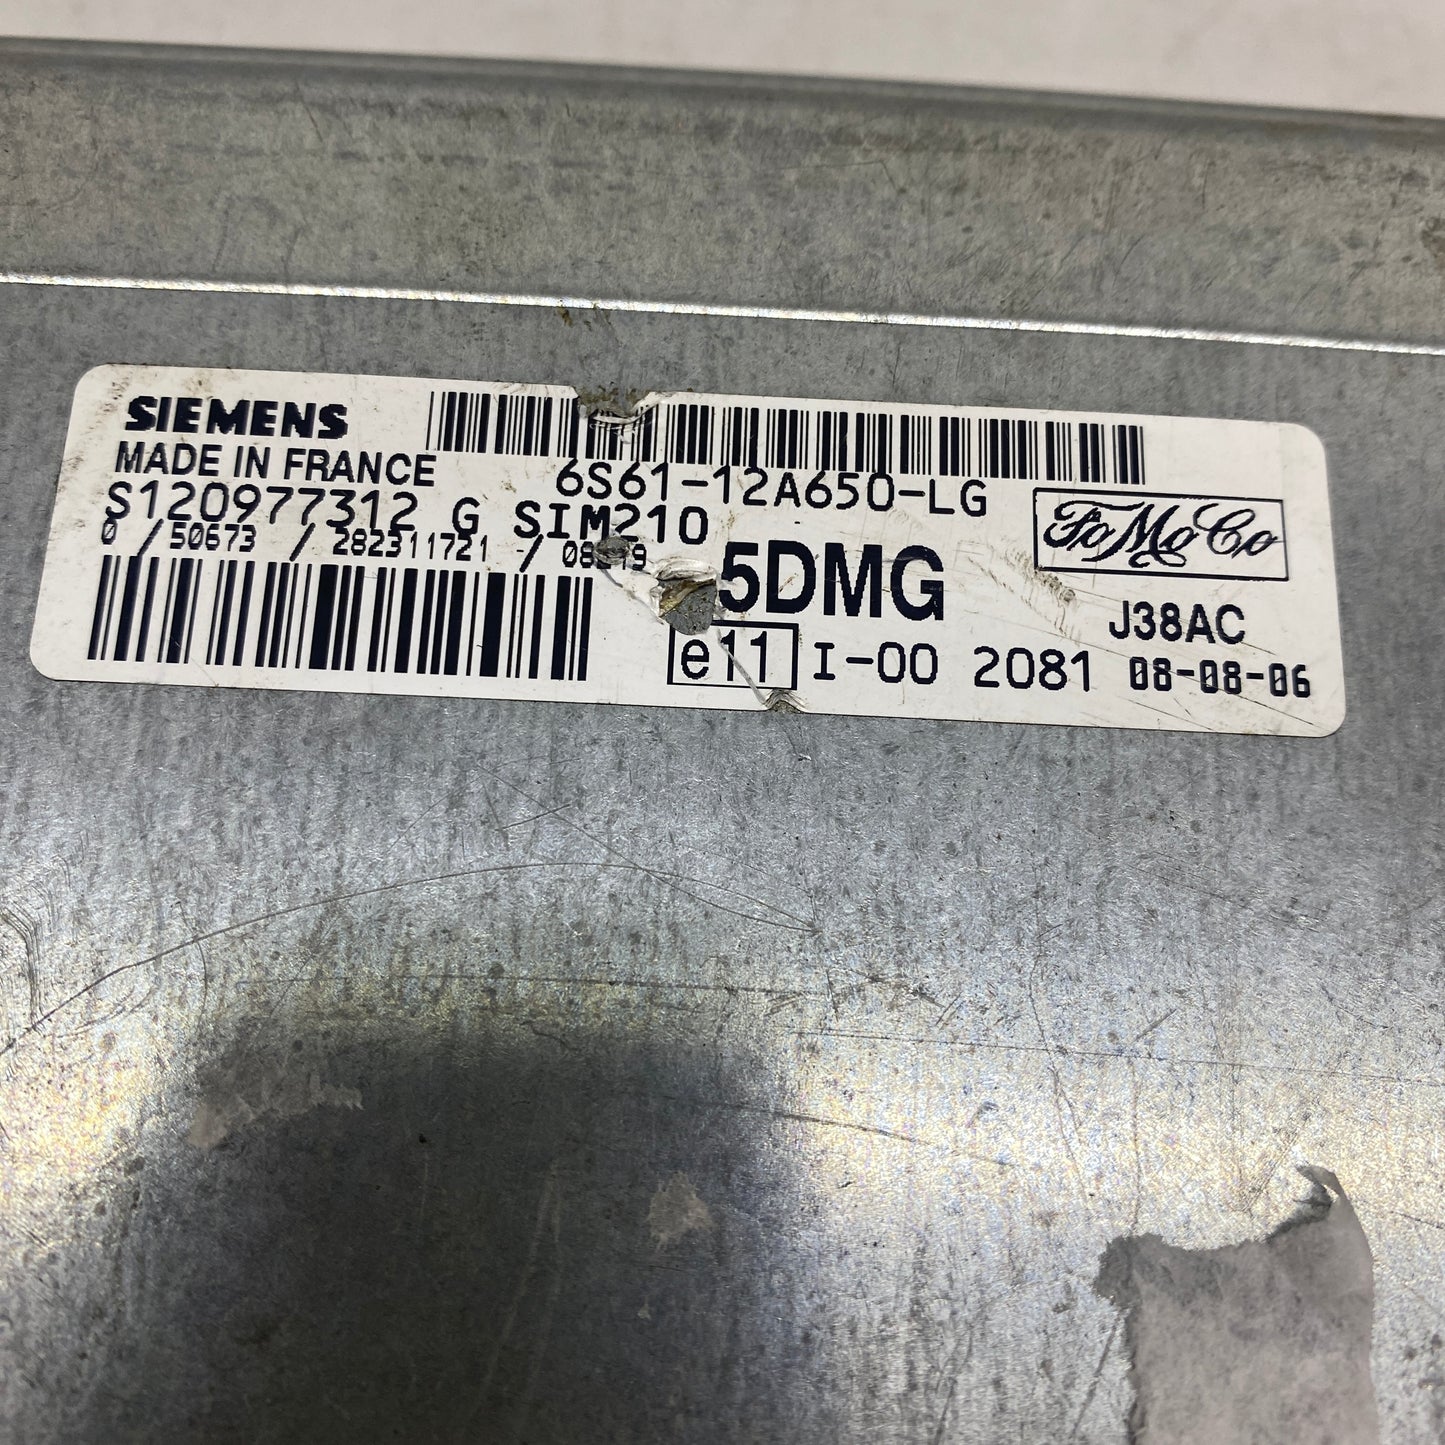 SIEMENS
MADE IN FRANCE
6S61-12A650-LG
S120977312 G SIM210
0 / 50673 / 282311721 - /
FoMoCo
5DMG
J38AC
e11 I-00 2081 08-08-06